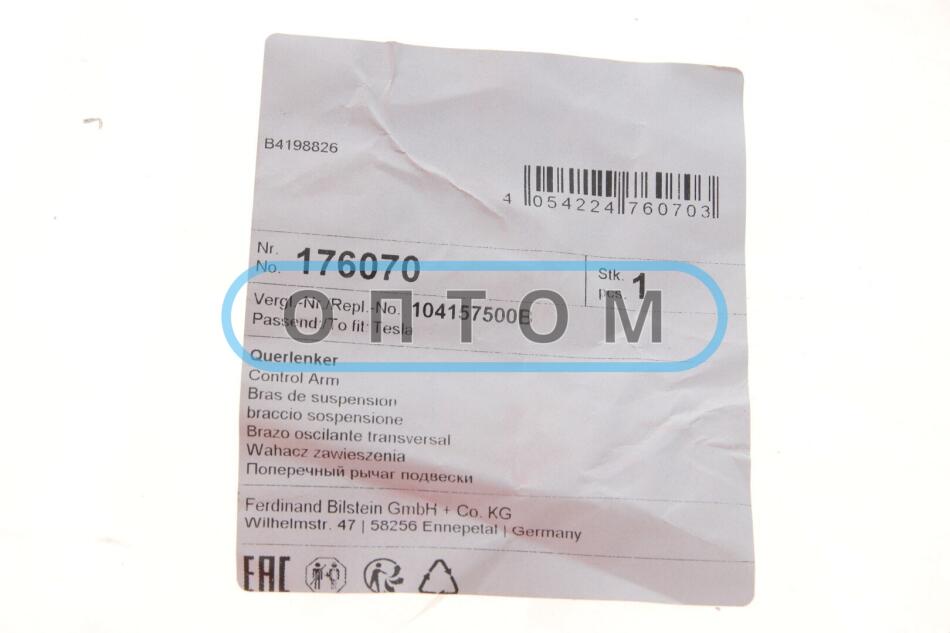 B4198826
4 054224 760703
Nr.
No. 176070
Stk.
pcs. 1
Vergl.-Nr./Repl.-No. 104157500B
Passend:/To fit: Tesla
ОПТОМ
Querlenker
Control Arm
Bras de suspension
braccio sospensione
Brazo oscilante transversal
Wahacz zawieszenia
Поперечный рычаг подвески
Ferdinand Bilstein GmbH + Co. KG
Wilhelmstr. 47 | 58256 Ennepetal | Germany
EAC